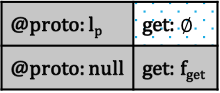 @proto: lp get: ∅
@proto: null get: fget